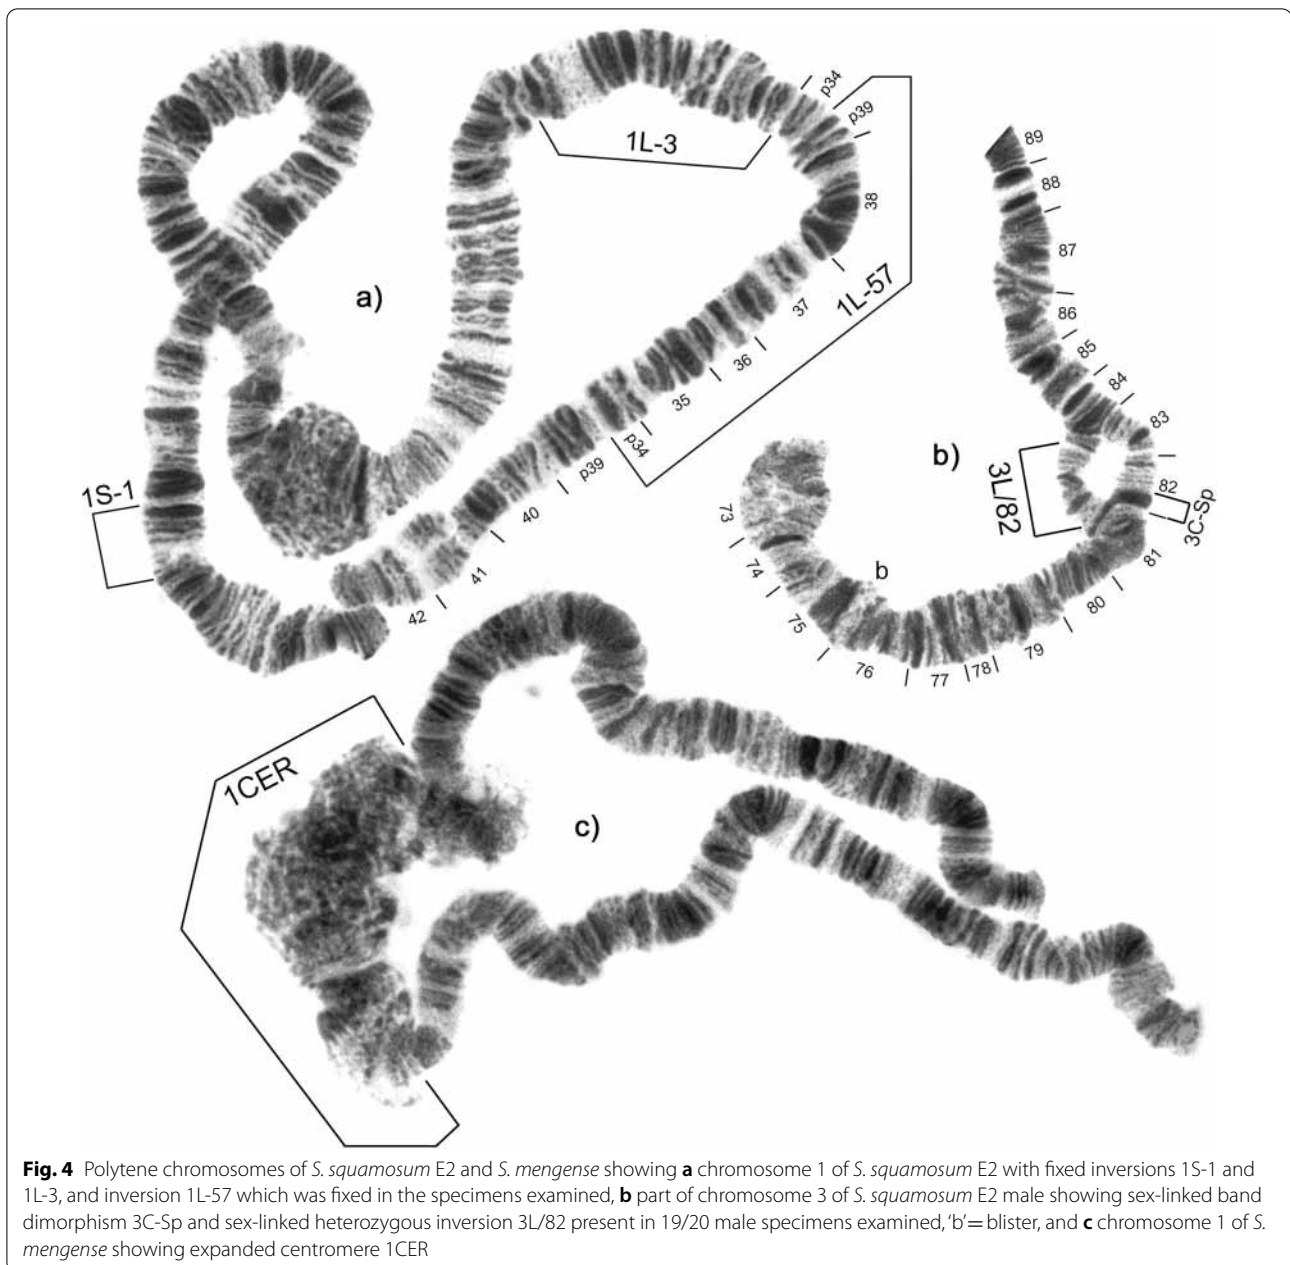 p34
p39
1L-3
38
89
88
87
86
85
84
83
82
3C-Sp
81
80
79
78
77
76
75
74
73
b
b)
3L/82
a)
1L-57
37
36
35
p34
p39
40
41
42
1S-1
1CER
c)
Fig. 4 Polytene chromosomes of S. squamosum E2 and S. mengense showing a chromosome 1 of S. squamosum E2 with fixed inversions 1S-1 and
1L-3, and inversion 1L-57 which was fixed in the specimens examined, b part of chromosome 3 of S. squamosum E2 male showing sex-linked band
dimorphism 3C-Sp and sex-linked heterozygous inversion 3L/82 present in 19/20 male specimens examined, ‘b’ = blister, and c chromosome 1 of S.
mengense showing expanded centromere 1CER